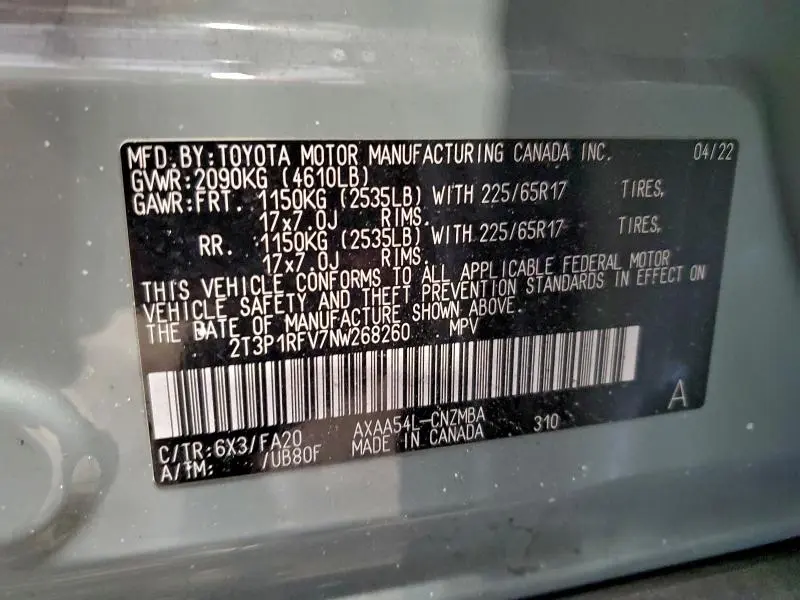 MFD.BY:TOYOTA MOTOR MANUFACTURING CANADA INC. 04/22
GVWR:2090KG (4610LB)
GAWR:FRT. 1150KG (2535LB) WITH 225/65R17 TIRES,
17x7.0J RIMS.
RR. 1150KG (2535LB) WITH 225/65R17 TIRES,
17x7.0J RIMS.
THIS VEHICLE CONFORMS TO ALL APPLICABLE FEDERAL MOTOR
VEHICLE SAFETY AND THEFT PREVENTION STANDARDS IN EFFECT ON
THE DATE OF MANUFACTURE SHOWN ABOVE.
2T3P1RFV7NW268260 MPV
A
C/TR:6X3/FA20 AXAA54L-CNZMBA 310
A/TM: /UB80F MADE IN CANADA